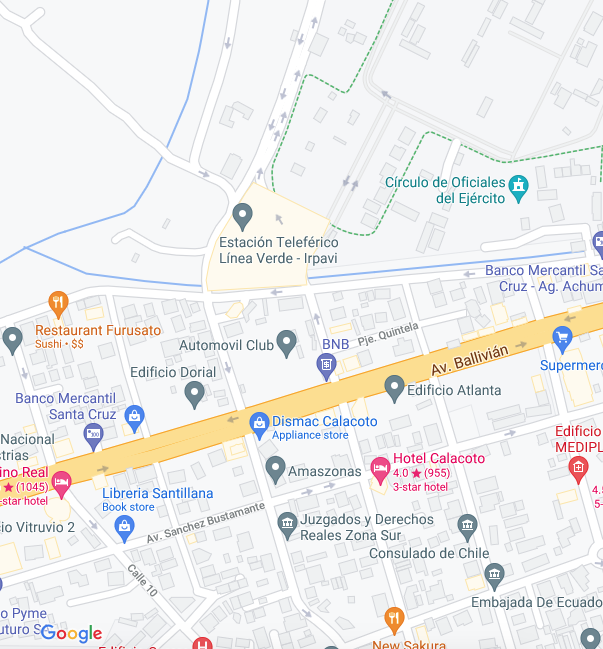 Círculo de Oficiales
del Ejército
Estación Teleférico
Línea Verde - Irpavi
Banco Mercantil Sa
Cruz - Ag. Achum
Restaurant Furusato
Sushi • $$
Automovil Club
BNB
Pje. Quintela
Av. Ballivián
Supermerc
Edificio Dorial
Edificio Atlanta
Banco Mercantil
Santa Cruz
Dismac Calacoto
Appliance store
Nacional
strias
Edificio
MEDIPL
Hotel Calacoto
4.0 ★ (955)
3-star hotel
ino Real
★ (1045)
-star hotel
Amaszonas
4.5
5-
Libreria Santillana
Book store
Av. Sanchez Bustamante
Juzgados y Derechos
Reales Zona Sur
cio Vitruvio 2
Consulado de Chile
Calle 10
Embajada De Ecuado
o Pyme
uturo S
Google
New Sakura